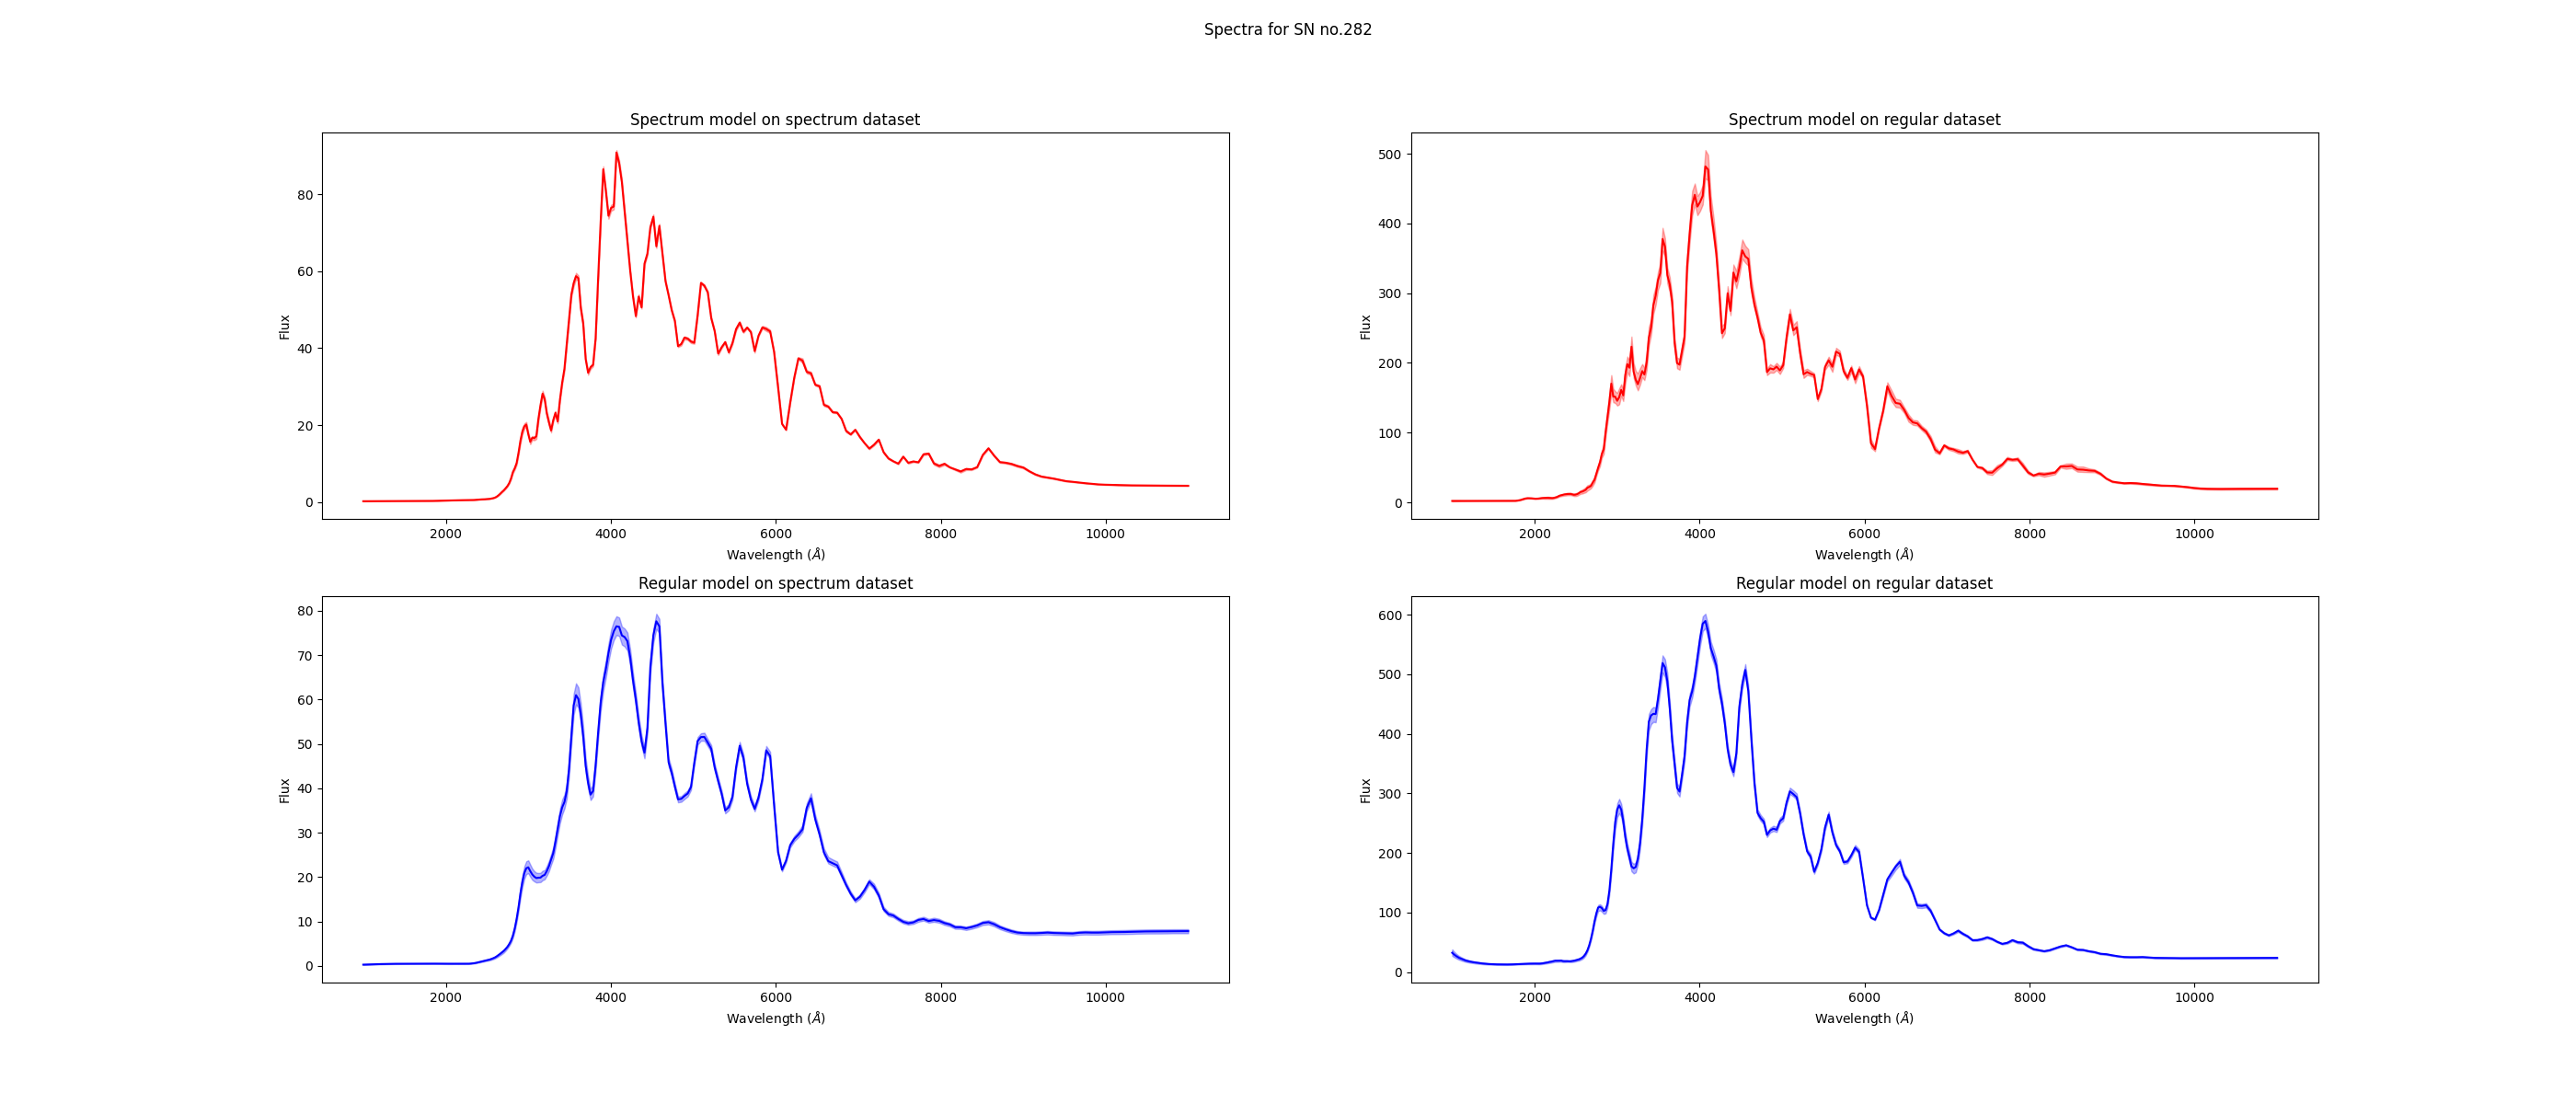 Spectra for SN no.282
Spectrum model on spectrum dataset
Flux
80
60
40
20
0
2000 4000 6000 8000 10000
Wavelength (Å)
Spectrum model on regular dataset
Flux
500
400
300
200
100
0
2000 4000 6000 8000 10000
Wavelength (Å)
Regular model on spectrum dataset
Flux
80
70
60
50
40
30
20
10
0
2000 4000 6000 8000 10000
Wavelength (Å)
Regular model on regular dataset
Flux
600
500
400
300
200
100
0
2000 4000 6000 8000 10000
Wavelength (Å)